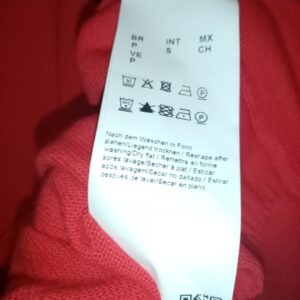 BR INT MX
P S CH
VE
P
Nach dem Waschen in Form
ziehen/Liegend trocknen / Reshape after
washing/Dry flat / Remettre en forme
après lavage/Sécher à plat / Estirar
após lavagem/Secar no deitado / Estirar
después de lavar/Secar en plano